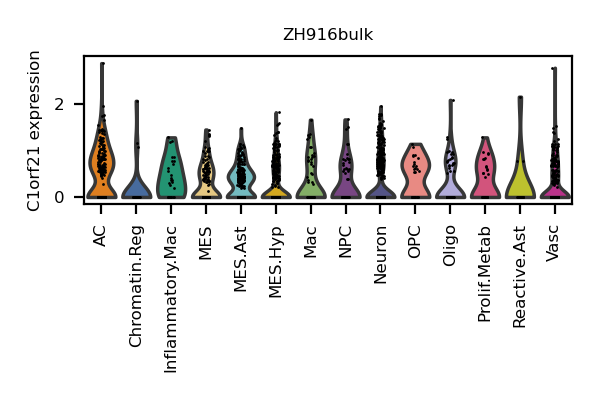 ZH916bulk
C1orf21 expression
2
0
AC
Chromatin.Reg
Inflammatory.Mac
MES
MES.Ast
MES.Hyp
Mac
NPC
Neuron
OPC
Oligo
Prolif.Metab
Reactive.Ast
Vasc